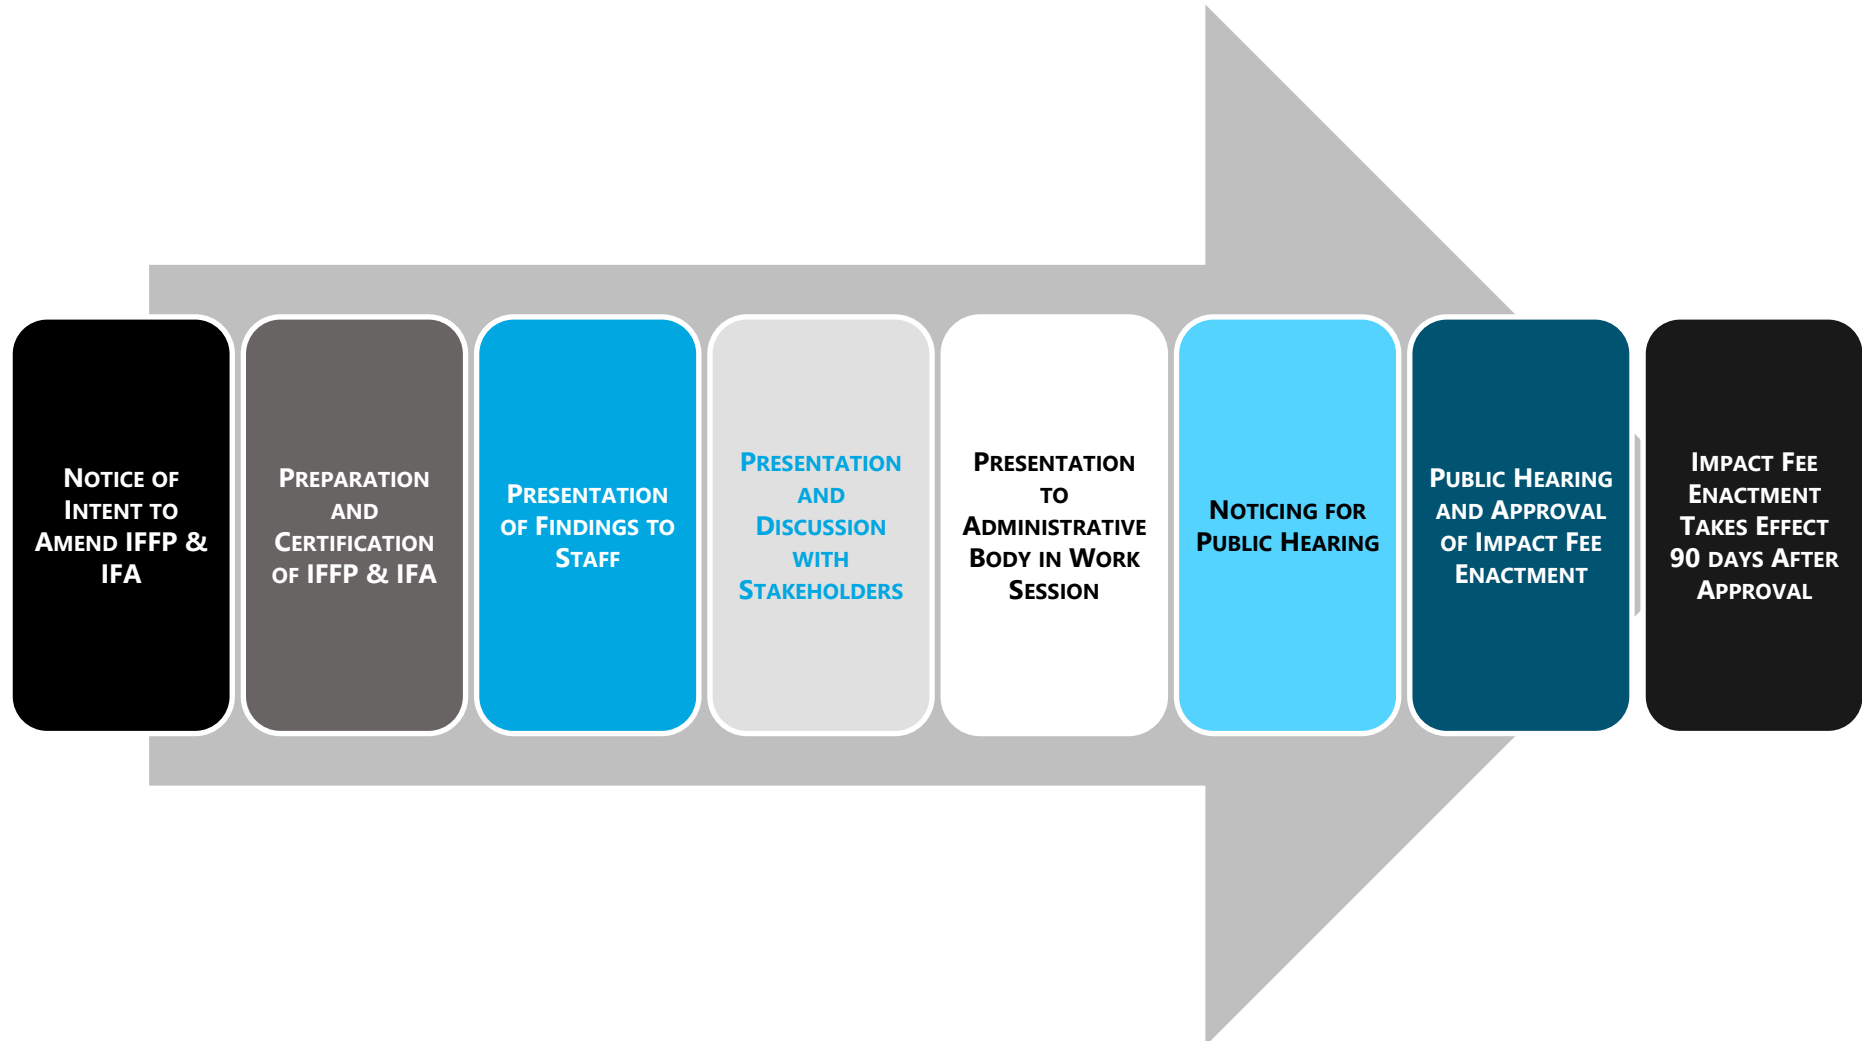 Notice of
Intent to
Amend IFFP &
IFA
Preparation
and
Certification
of IFFP & IFA
Presentation
of Findings to
Staff
Presentation
and
Discussion
with
Stakeholders
Presentation
to
Administrative
Body in Work
Session
Noticing for
Public Hearing
Public Hearing
and Approval
of Impact Fee
Enactment
Impact Fee
Enactment
Takes Effect
90 days After
Approval